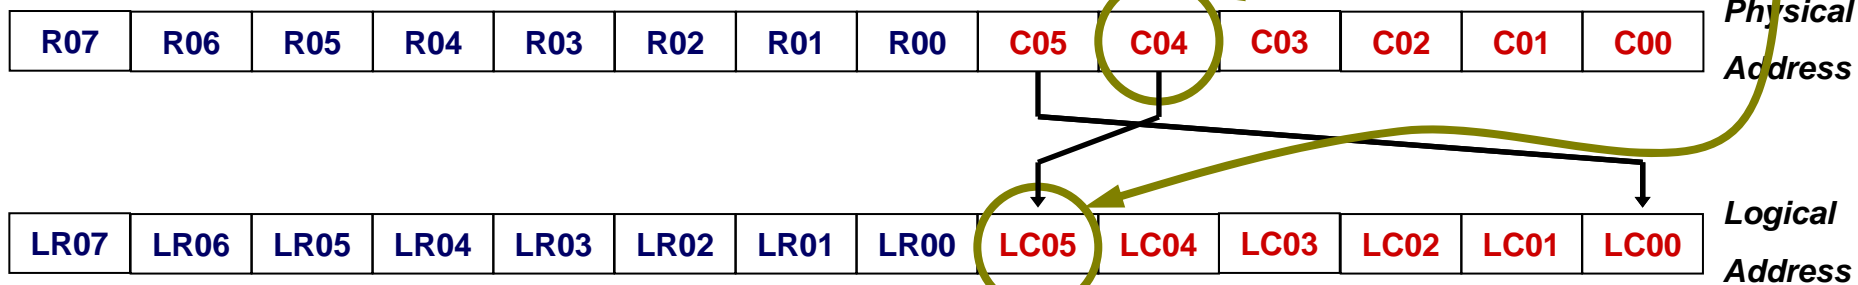 R07 R06 R05 R04 R03 R02 R01 R00 C05 C04 C03 C02 C01 C00
Physical
Address
LR07 LR06 LR05 LR04 LR03 LR02 LR01 LR00 LC05 LC04 LC03 LC02 LC01 LC00
Logical
Address